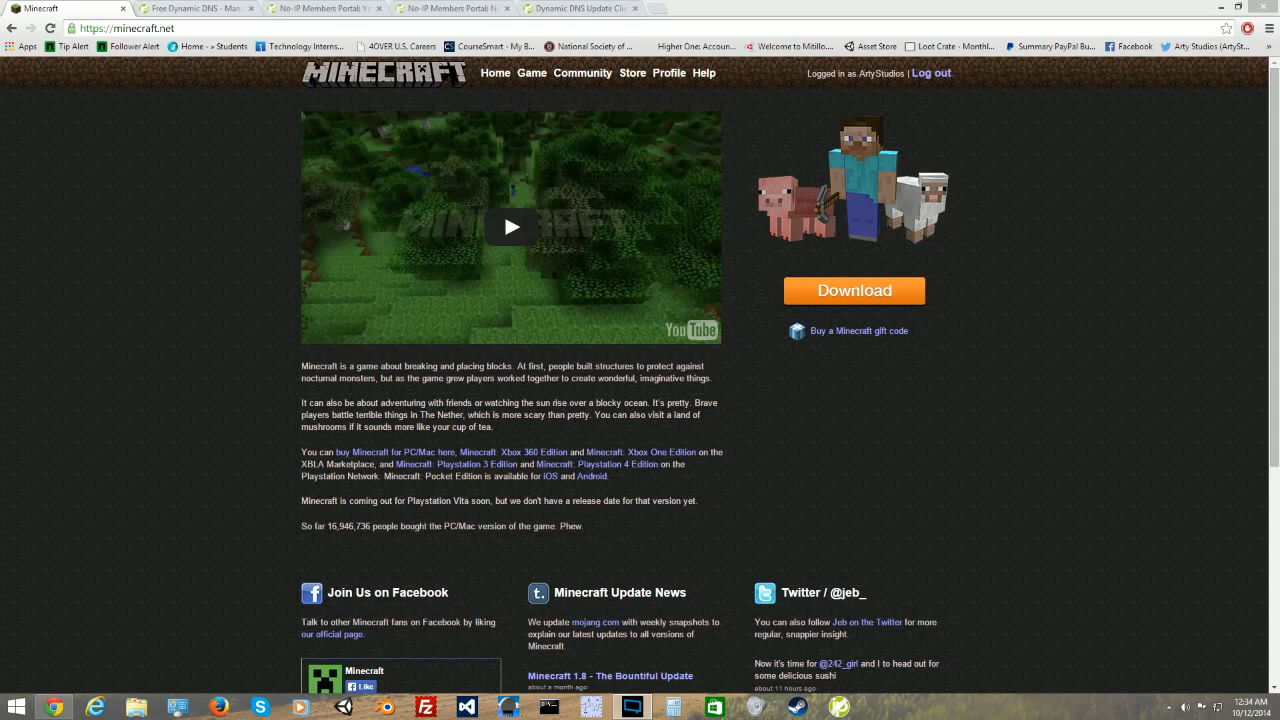 Minecraft
Free Dynamic DNS - Man
No-IP Members Portal: Yo
No-IP Members Portal: N
Dynamic DNS Update Clie
https://minecraft.net
Apps
Tip Alert
Follower Alert
Home - » Students
Technology Interns...
4OVER U.S. Careers
CourseSmart - My B...
National Society of ...
Higher One: Accoun...
Welcome to Mitillo...
Asset Store
Loot Crate - Monthl...
Summary PayPal Bu...
Facebook
Arty Studios (ArtyS...
MINECRAFT
Home Game Community Store Profile Help
Logged in as ArtyStudios | Log out
MINECRAFT
YouTube
Download
Buy a Minecraft gift code
Minecraft is a game about breaking and placing blocks. At first, people built structures to protect against
nocturnal monsters, but as the game grew players worked together to create wonderful, imaginative things.
It can also be about adventuring with friends or watching the sun rise over a blocky ocean. It's pretty. Brave
players battle terrible things in The Nether, which is more scary than pretty. You can also visit a land of
mushrooms if it sounds more like your cup of tea.
You can buy Minecraft for PC/Mac here, Minecraft: Xbox 360 Edition and Minecraft: Xbox One Edition on the
XBLA Marketplace, and Minecraft: Playstation 3 Edition and Minecraft: Playstation 4 Edition on the
Playstation Network. Minecraft: Pocket Edition is available for iOS and Android.
Minecraft is coming out for Playstation Vita soon, but we don't have a release date for that version yet.
So far 16,946,736 people bought the PC/Mac version of the game. Phew.
Join Us on Facebook
Talk to other Minecraft fans on Facebook by liking
our official page.
Minecraft
Like
Minecraft Update News
We update mojang.com with weekly snapshots to
explain our latest updates to all versions of
Minecraft.
Minecraft 1.8 - The Bountiful Update
about a month ago
Twitter / @jeb_
You can also follow Jeb on the Twitter for more
regular, snappier insight.
Now it's time for @242_girl and I to head out for
some delicious sushi
about 11 hours ago
12:34 AM
10/12/2014